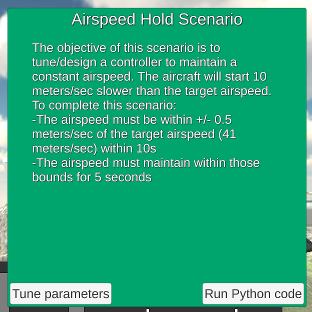 Airspeed Hold Scenario
The objective of this scenario is to
tune/design a controller to maintain a
constant airspeed. The aircraft will start 10
meters/sec slower than the target airspeed.
To complete this scenario:
-The airspeed must be within +/- 0.5
meters/sec of the target airspeed (41
meters/sec) within 10s
-The airspeed must maintain within those
bounds for 5 seconds
Tune parameters
Run Python code